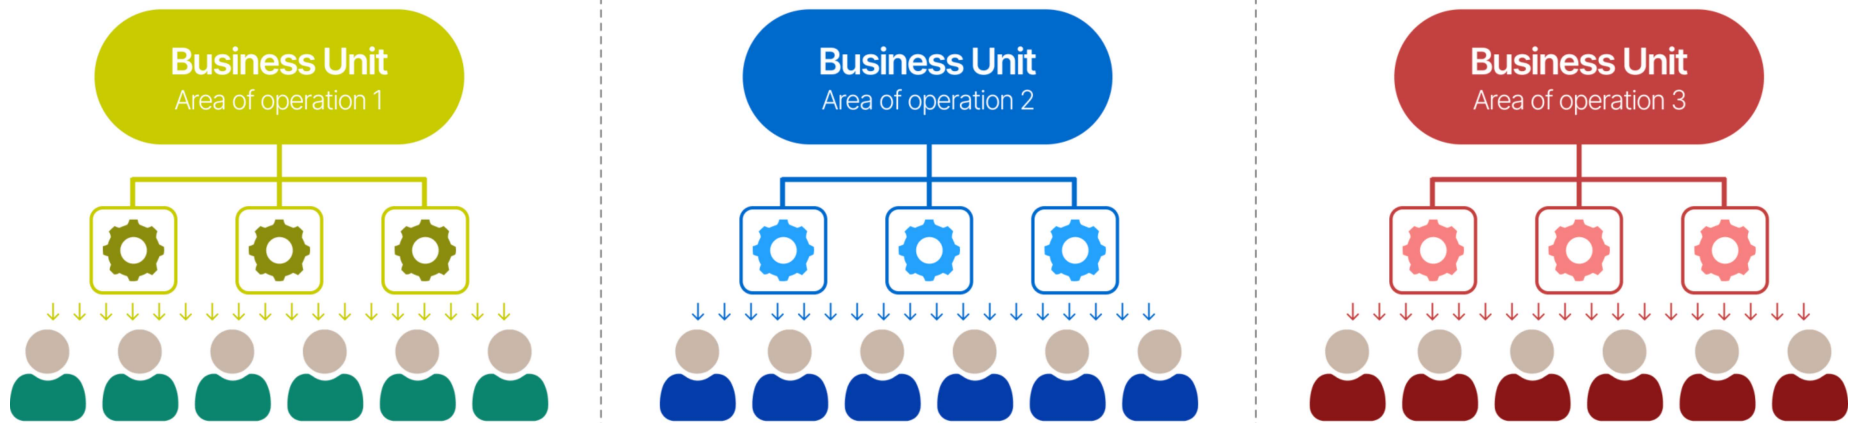 Business Unit
Area of operation 1
Business Unit
Area of operation 2
Business Unit
Area of operation 3